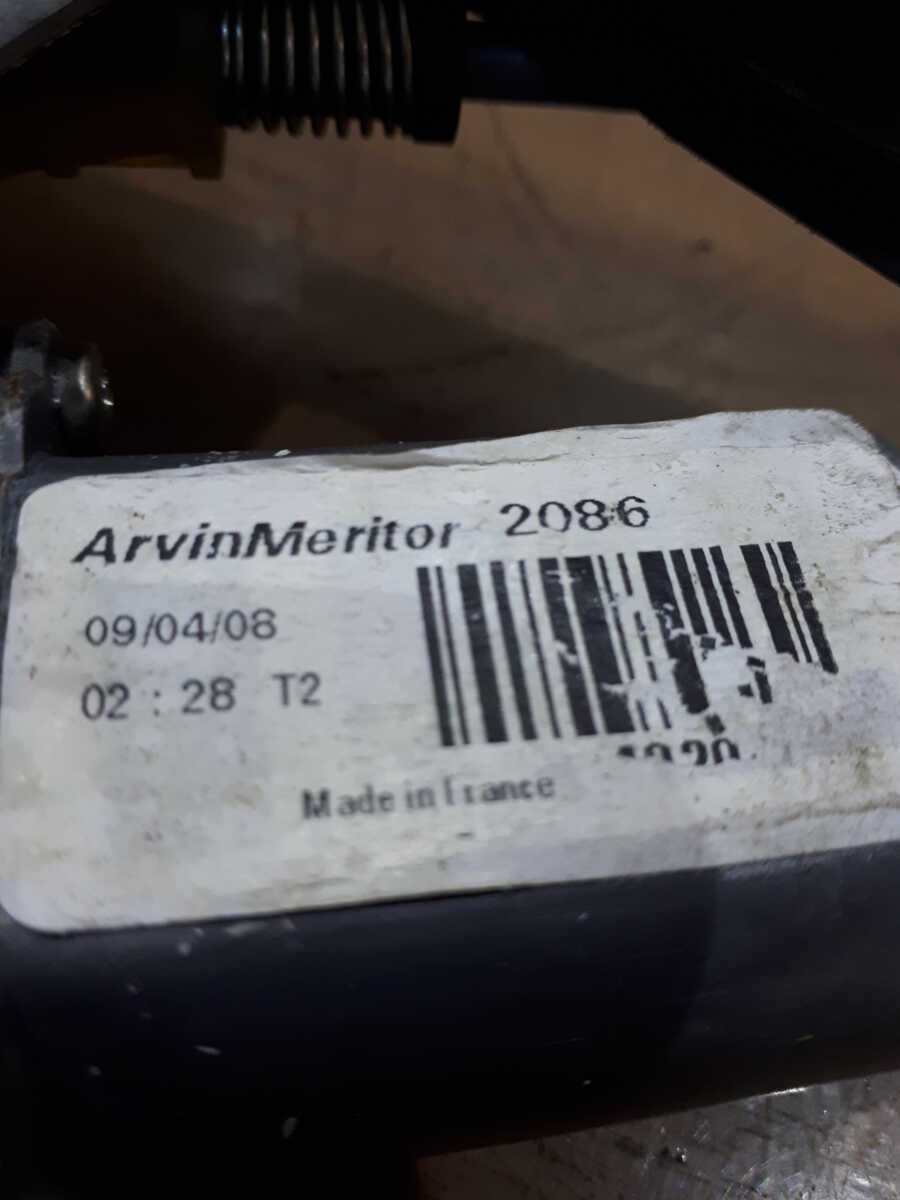 ArvinMeritor 2086
09/04/08
02 : 28 T2
Made in France